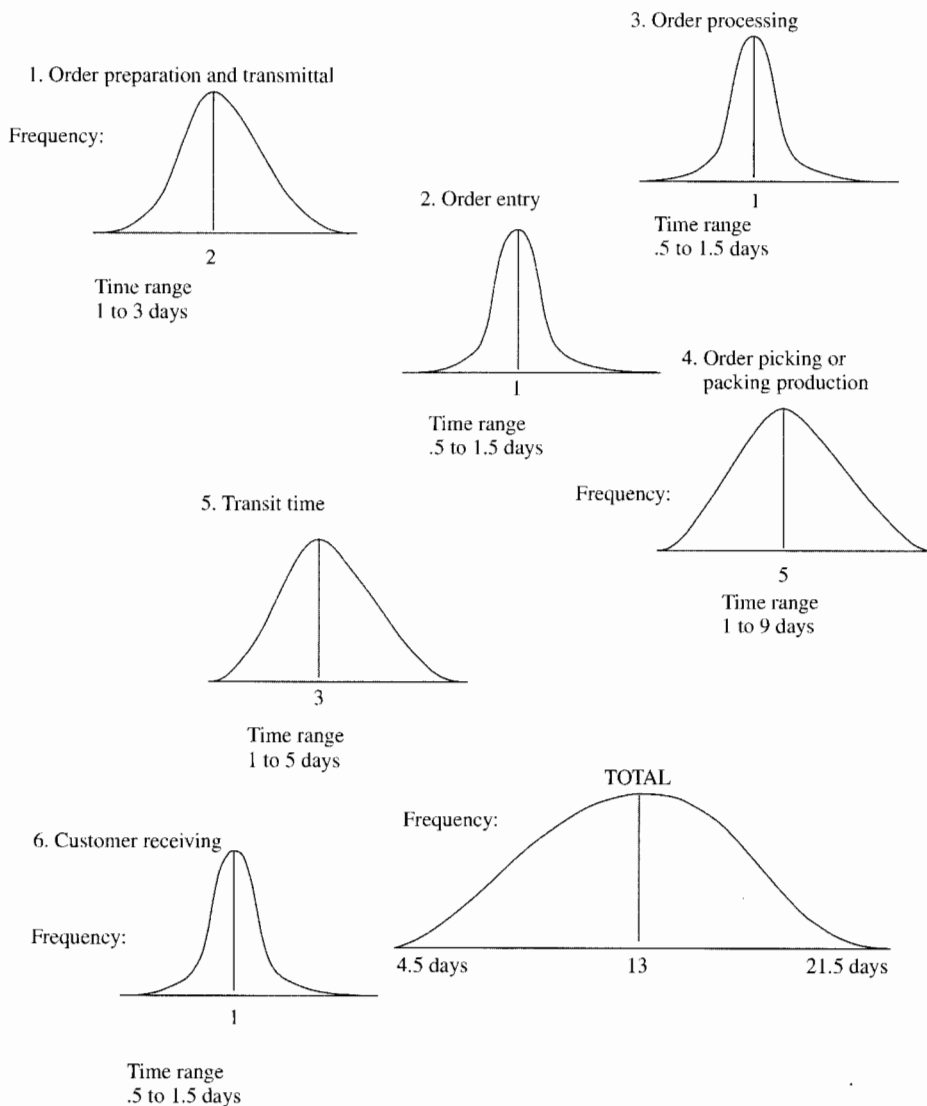 1. Order preparation and transmittal
Frequency:
2
Time range
1 to 3 days
2. Order entry
1
Time range
.5 to 1.5 days
3. Order processing
1
Time range
.5 to 1.5 days
4. Order picking or
packing production
Frequency:
5
Time range
1 to 9 days
5. Transit time
3
Time range
1 to 5 days
6. Customer receiving
Frequency:
1
Time range
.5 to 1.5 days
TOTAL
Frequency:
4.5 days
13
21.5 days